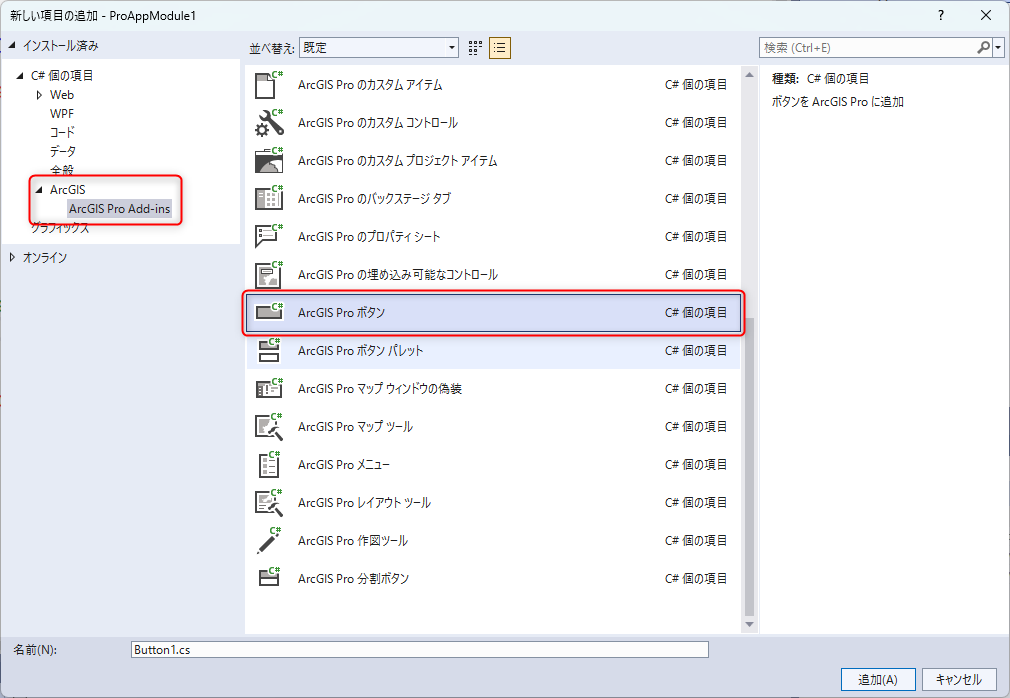 新しい項目の追加 - ProAppModule1
?
インストール済み
並べ替え: 既定
検索 (Ctrl+E)
C# 個の項目
Web
WPF
コード
データ
全般
ArcGIS
ArcGIS Pro Add-ins
グラフィックス
オンライン
ArcGIS Pro のカスタム アイテム C# 個の項目
ArcGIS Pro のカスタム コントロール C# 個の項目
ArcGIS Pro のカスタム プロジェクト アイテム C# 個の項目
ArcGIS Pro のバックステージ タブ C# 個の項目
ArcGIS Pro のプロパティ シート C# 個の項目
ArcGIS Pro の埋め込み可能なコントロール C# 個の項目
ArcGIS Pro ボタン C# 個の項目
ArcGIS Pro ボタン パレット C# 個の項目
ArcGIS Pro マップ ウィンドウの偽装 C# 個の項目
ArcGIS Pro マップ ツール C# 個の項目
ArcGIS Pro メニュー C# 個の項目
ArcGIS Pro レイアウト ツール C# 個の項目
ArcGIS Pro 作図ツール C# 個の項目
ArcGIS Pro 分割ボタン C# 個の項目
種類: C# 個の項目
ボタンを ArcGIS Pro に追加
名前(N): Button1.cs
追加(A) キャンセル